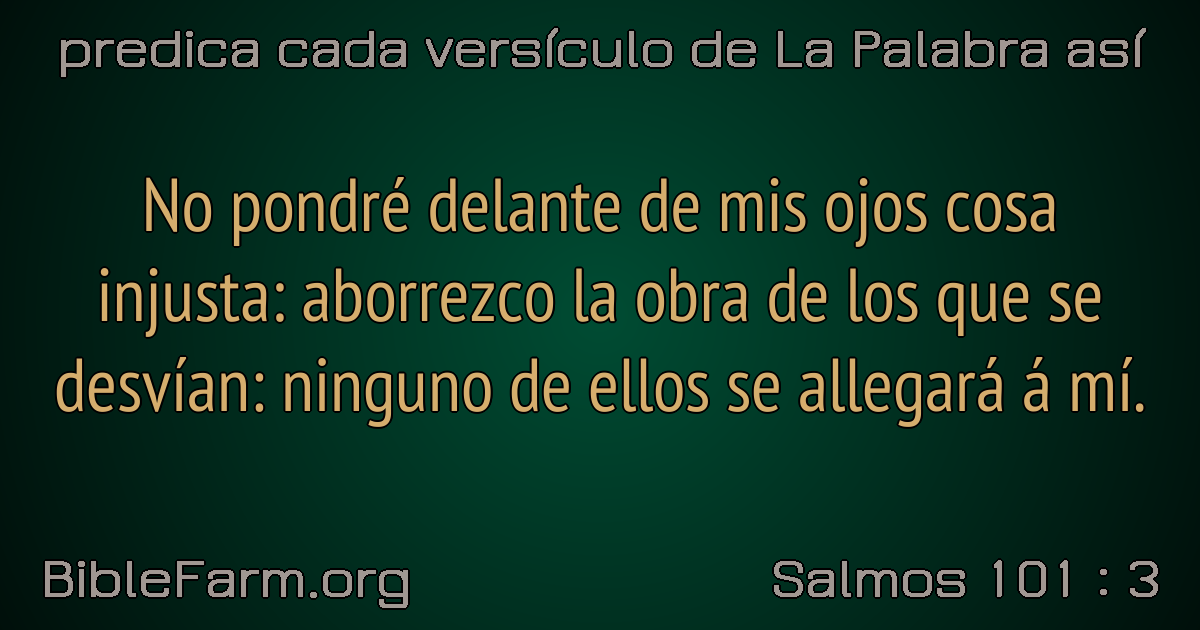 predica cada versículo de La Palabra así
No pondré delante de mis ojos cosa
injusta: aborrezco la obra de los que se
desvían: ninguno de ellos se allegará á mí.
BibleFarm.org
Salmos 101 : 3